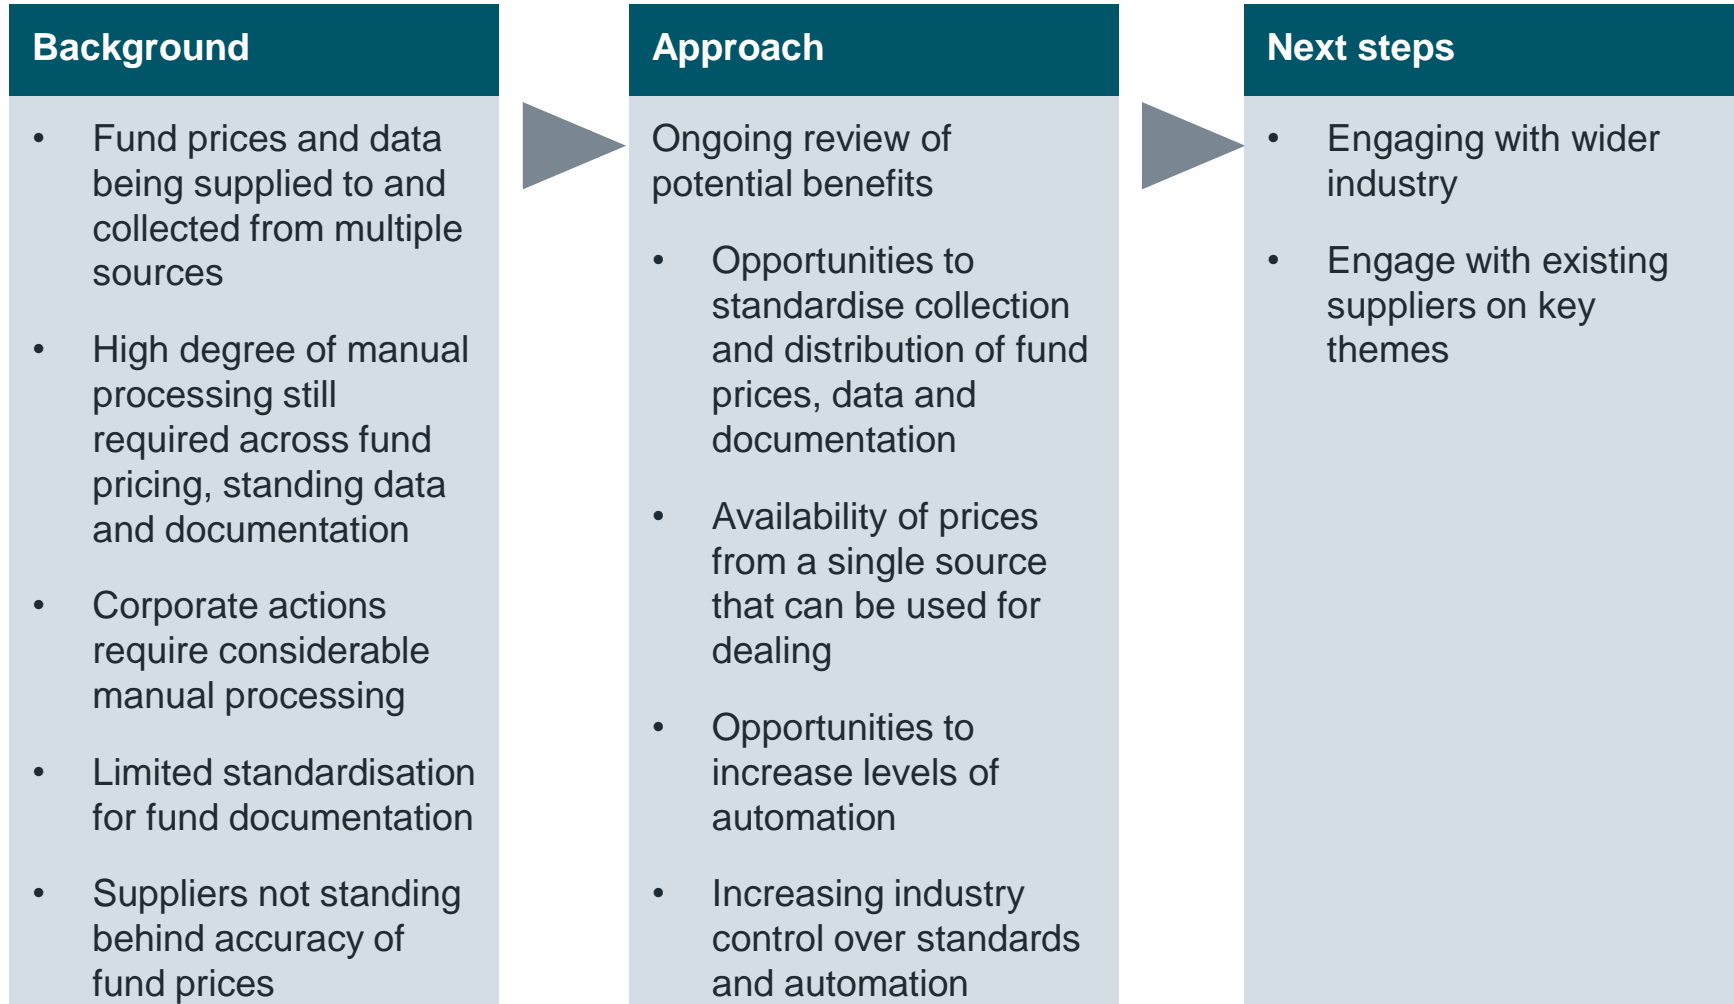 Background
• Fund prices and data
being supplied to and
collected from multiple
sources
• High degree of manual
processing still
required across fund
pricing, standing data
and documentation
• Corporate actions
require considerable
manual processing
• Limited standardisation
for fund documentation
• Suppliers not standing
behind accuracy of
fund prices
Approach
Ongoing review of
potential benefits
• Opportunities to
standardise collection
and distribution of fund
prices, data and
documentation
• Availability of prices
from a single source
that can be used for
dealing
• Opportunities to
increase levels of
automation
• Increasing industry
control over standards
and automation
Next steps
• Engaging with wider
industry
• Engage with existing
suppliers on key
themes